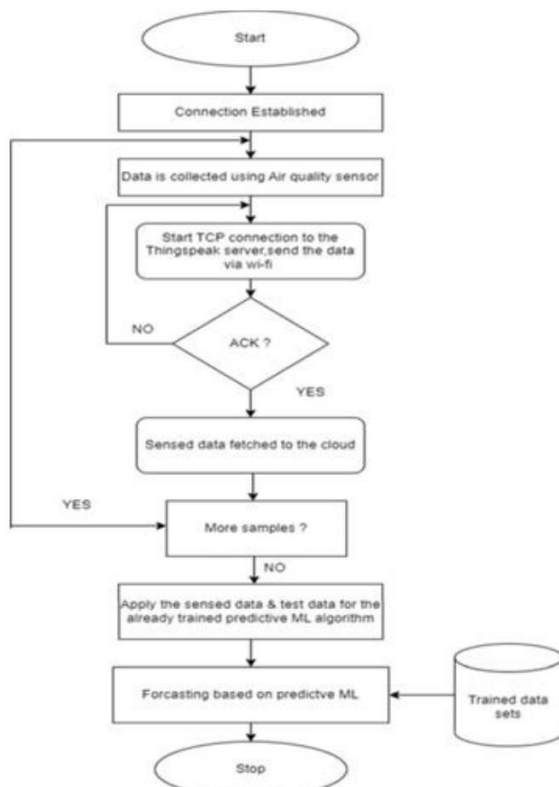 Start
Connection Established
Data is collected using Air quality sensor
Start TCP connection to the
Thingspeak server,send the data
via wi-fi
NO
ACK ?
YES
Sensed data fetched to the cloud
YES
More samples ?
NO
Apply the sensed data & test data for the
already trained predictive ML algorithm
Forcasting based on predictve ML
Trained data
sets
Stop